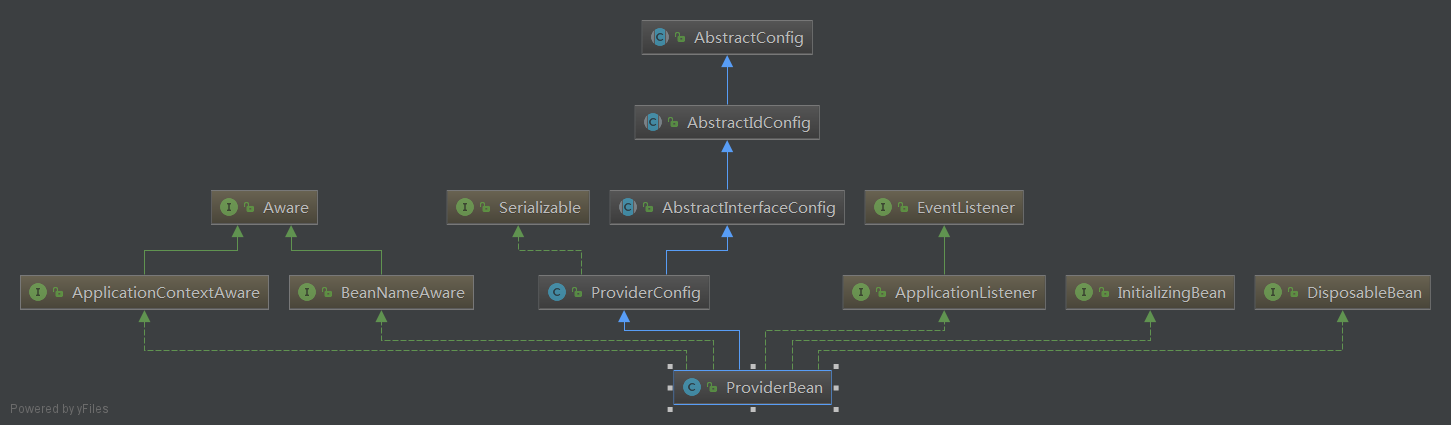 AbstractConfig
AbstractIdConfig
Aware
Serializable
AbstractInterfaceConfig
EventListener
ApplicationContextAware
BeanNameAware
ProviderConfig
ApplicationListener
InitializingBean
DisposableBean
ProviderBean
Powered by yFiles